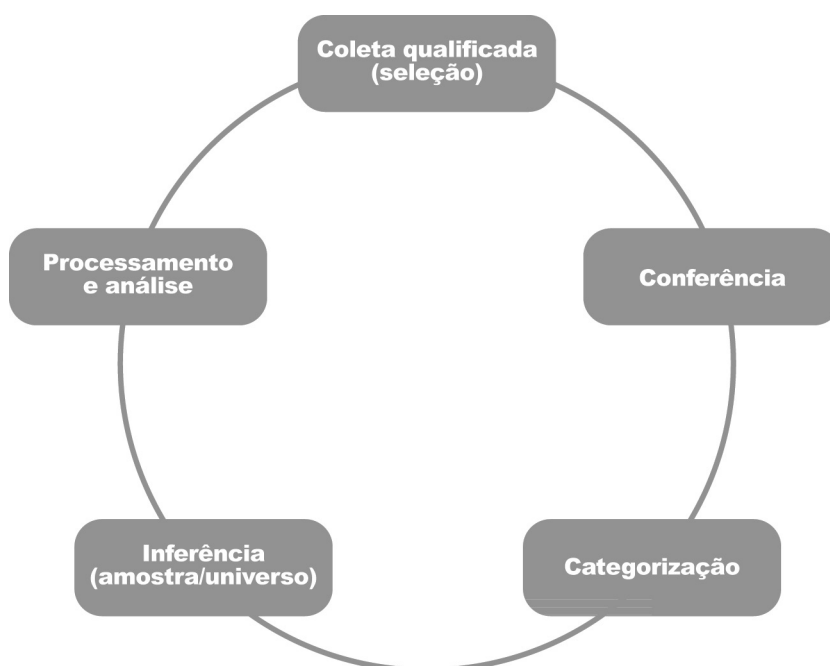 Coleta qualificada
(seleção)
Processamento
e análise
Conferência
Inferência
(amostra/universo)
Categorização